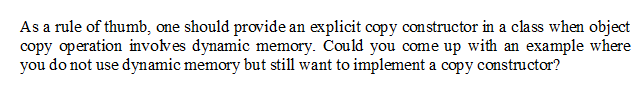 As a rule of thumb, one should provide an explicit copy constructor in a class when object
copy operation involves dynamic memory. Could you come up with an example where
you do not use dynamic memory but still want to implement a copy constructor?